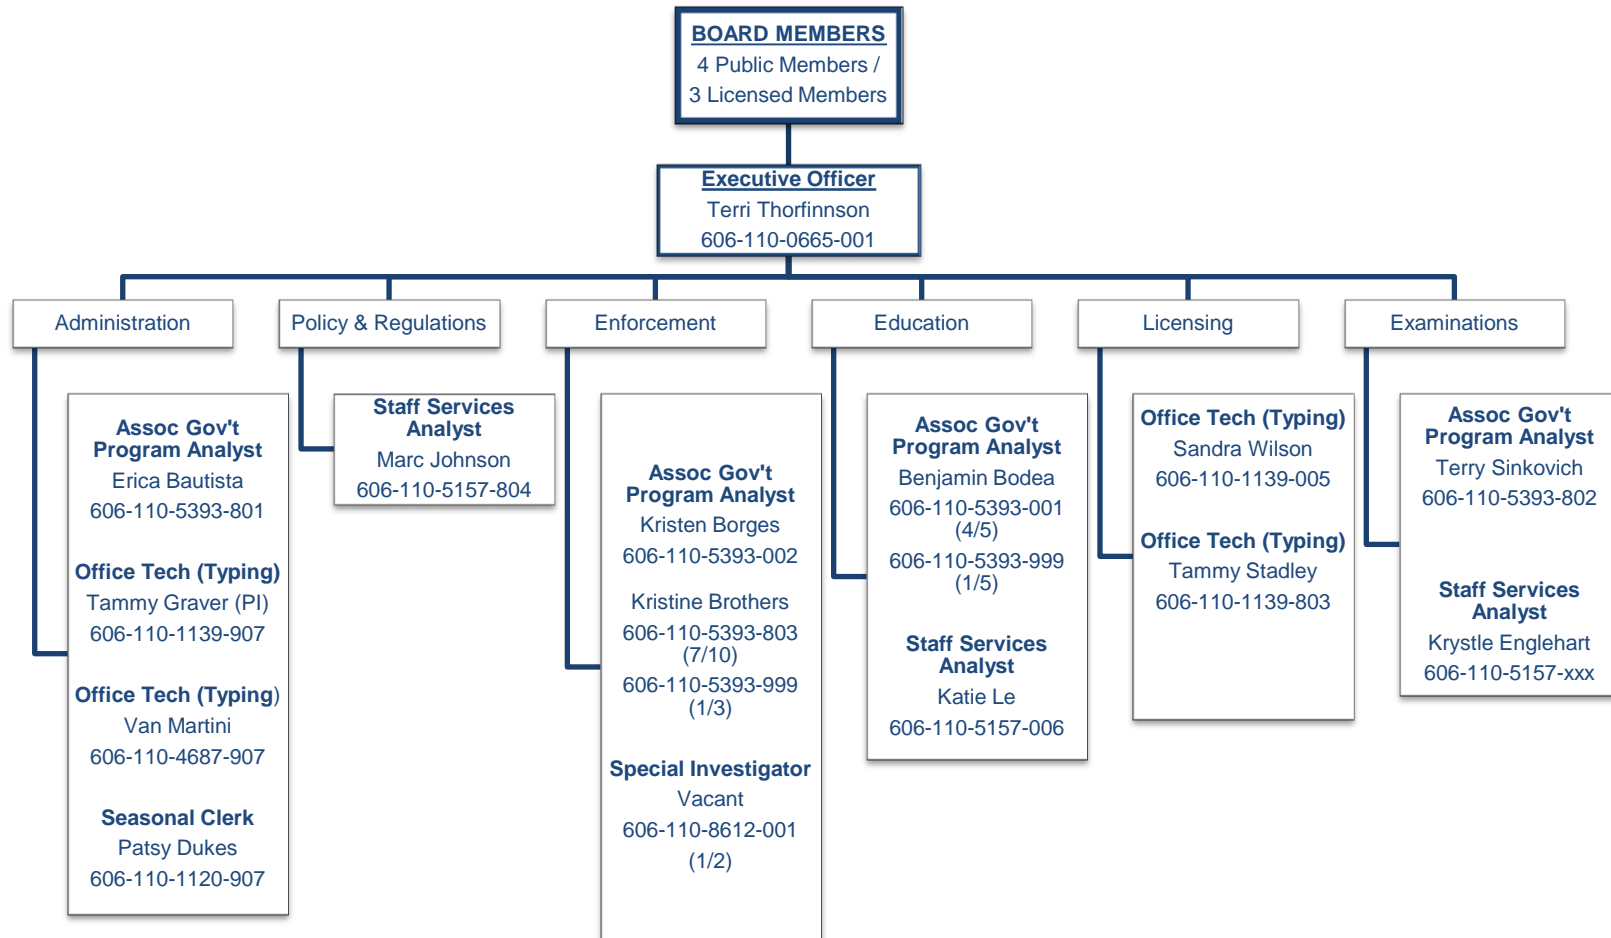 BOARD MEMBERS
4 Public Members /
3 Licensed Members
Executive Officer
Terri Thorfinnson
606-110-0665-001
Administration
Assoc Gov't
Program Analyst
Erica Bautista
606-110-5393-801
Office Tech (Typing)
Tammy Graver (PI)
606-110-1139-907
Office Tech (Typing)
Van Martini
606-110-4687-907
Seasonal Clerk
Patsy Dukes
606-110-1120-907
Policy & Regulations
Staff Services
Analyst
Marc Johnson
606-110-5157-804
Enforcement
Assoc Gov't
Program Analyst
Kristen Borges
606-110-5393-002
Kristine Brothers
606-110-5393-803
(7/10)
606-110-5393-999
(1/3)
Special Investigator
Vacant
606-110-8612-001
(1/2)
Education
Assoc Gov't
Program Analyst
Benjamin Bodea
606-110-5393-001
(4/5)
606-110-5393-999
(1/5)
Staff Services
Analyst
Katie Le
606-110-5157-006
Licensing
Office Tech (Typing)
Sandra Wilson
606-110-1139-005
Office Tech (Typing)
Tammy Stadley
606-110-1139-803
Examinations
Assoc Gov't
Program Analyst
Terry Sinkovich
606-110-5393-802
Staff Services
Analyst
Krystle Englehart
606-110-5157-xxx